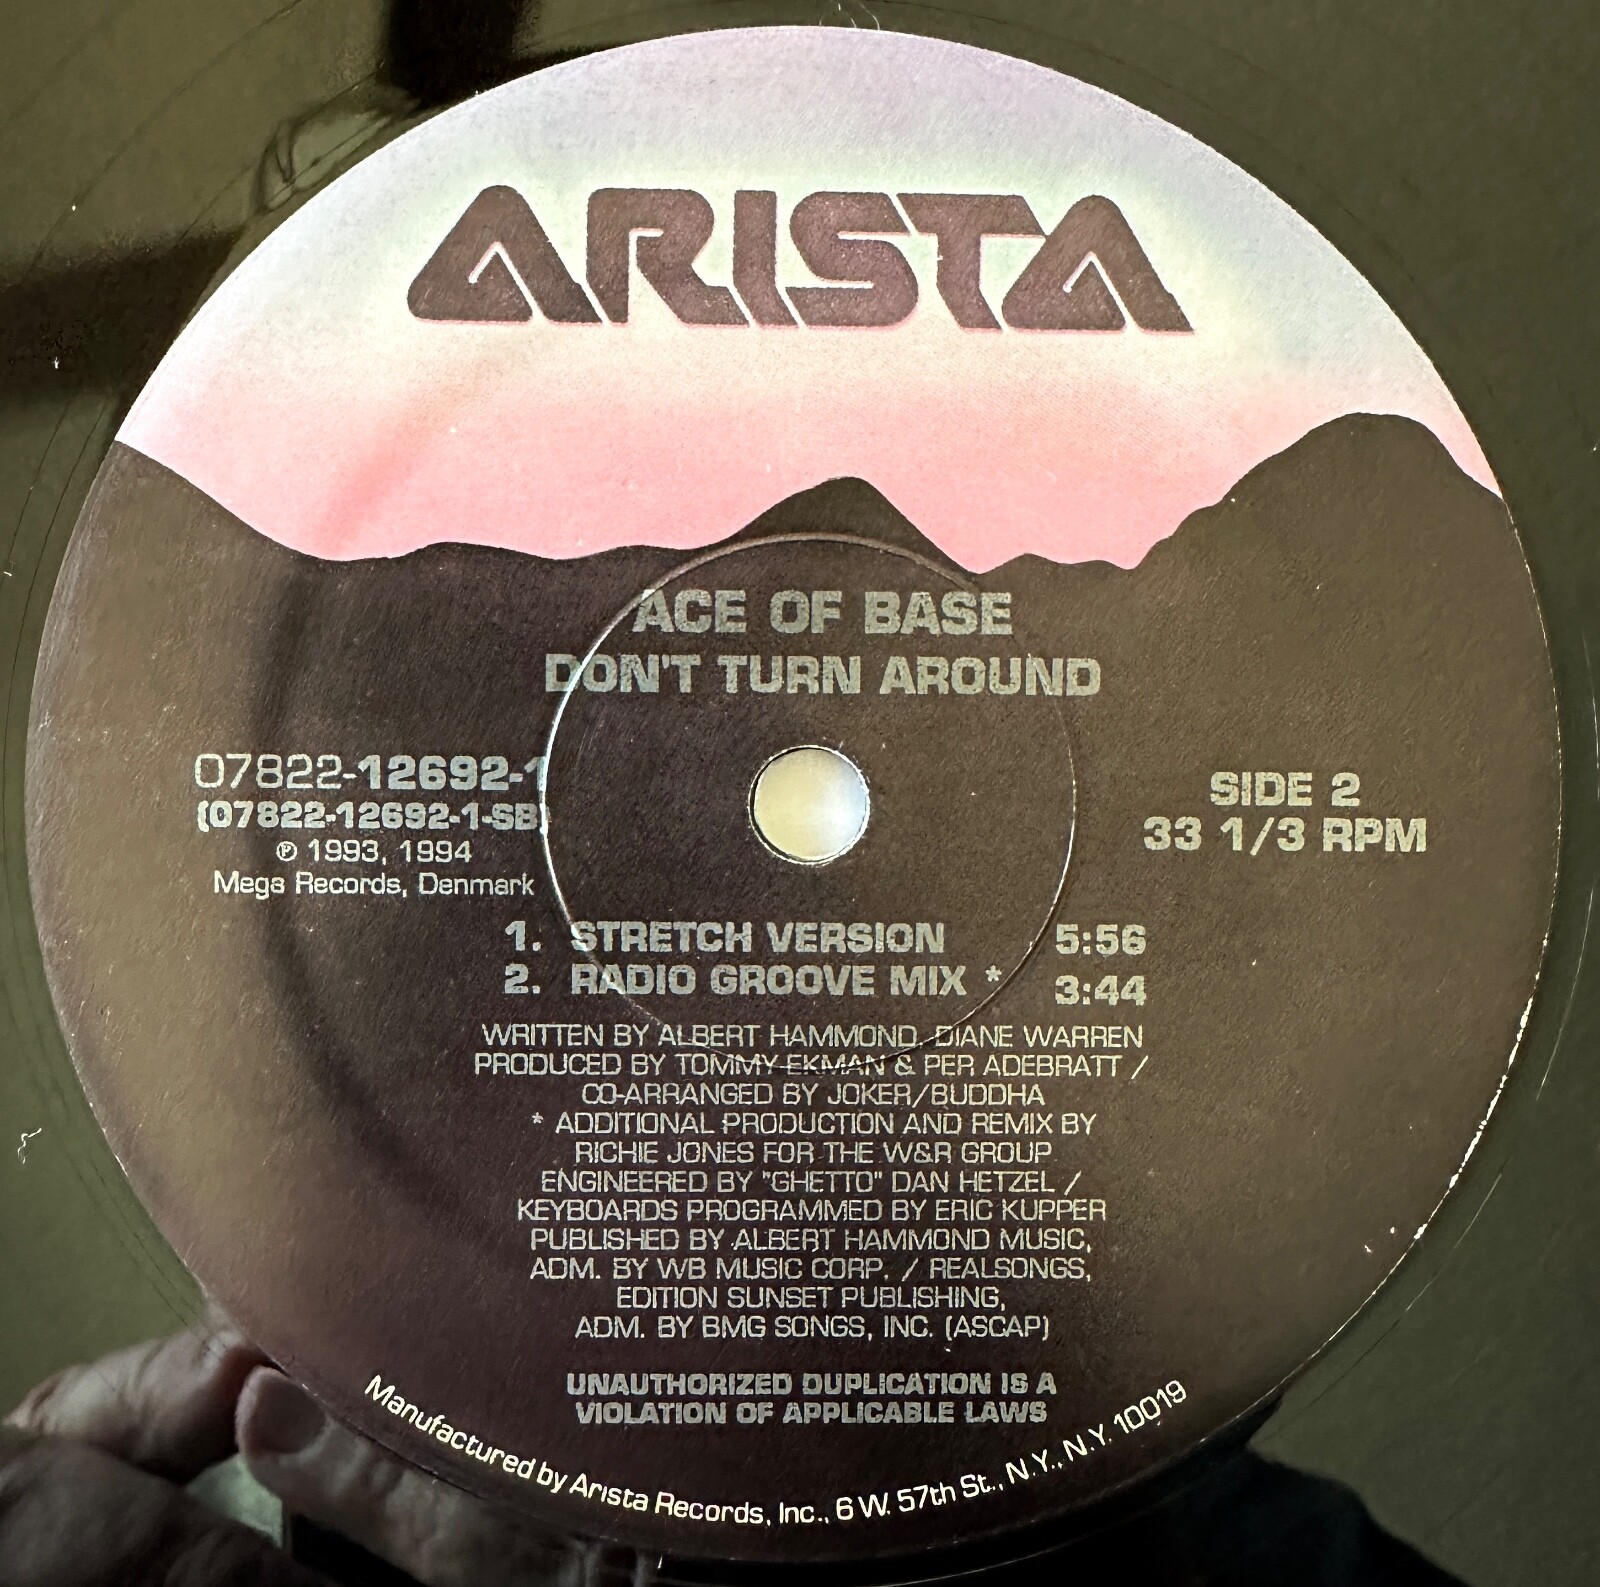 ARISTA
ACE OF BASE
DON'T TURN AROUND
07822-12692-1
(07822-12692-1-SB)
℗ 1993, 1994
Mega Records, Denmark
SIDE 2
33 1/3 RPM
1. STRETCH VERSION 5:56
2. RADIO GROOVE MIX * 3:44
WRITTEN BY ALBERT HAMMOND, DIANE WARREN
PRODUCED BY TOMMY EKMAN & PER ADEBRATT /
CO-ARRANGED BY JOKER/BUDDHA
* ADDITIONAL PRODUCTION AND REMIX BY
RICHIE JONES FOR THE W&R GROUP
ENGINEERED BY "GHETTO" DAN HETZEL /
KEYBOARDS PROGRAMMED BY ERIC KUPPER
PUBLISHED BY ALBERT HAMMOND MUSIC,
ADM. BY WB MUSIC CORP. / REALSONGS,
EDITION SUNSET PUBLISHING,
ADM. BY BMG SONGS, INC. (ASCAP)
UNAUTHORIZED DUPLICATION IS A
VIOLATION OF APPLICABLE LAWS
Manufactured by Arista Records, Inc., 6 W. 57th St., N.Y., N.Y. 10019